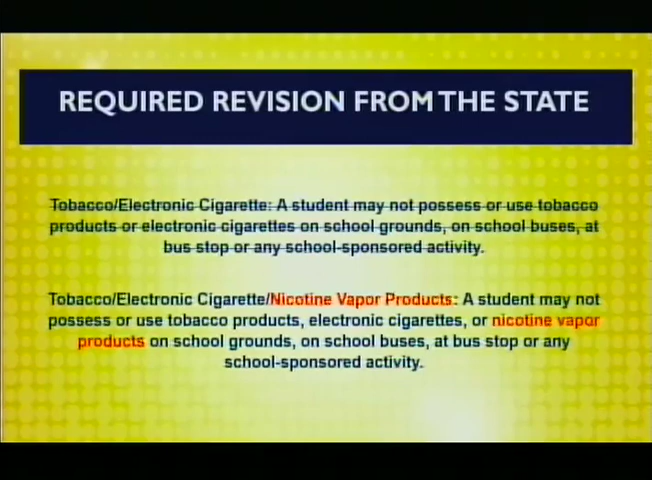 REQUIRED REVISION FROM THE STATE
Tobacco/Electronic Cigarette: A student may not possess or use tobacco
products or electronic cigarettes on school grounds, on school buses, at
bus stop or any school-sponsored activity.
Tobacco/Electronic Cigarette/Nicotine Vapor Products: A student may not
possess or use tobacco products, electronic cigarettes, or nicotine vapor
products on school grounds, on school buses, at bus stop or any
school-sponsored activity.